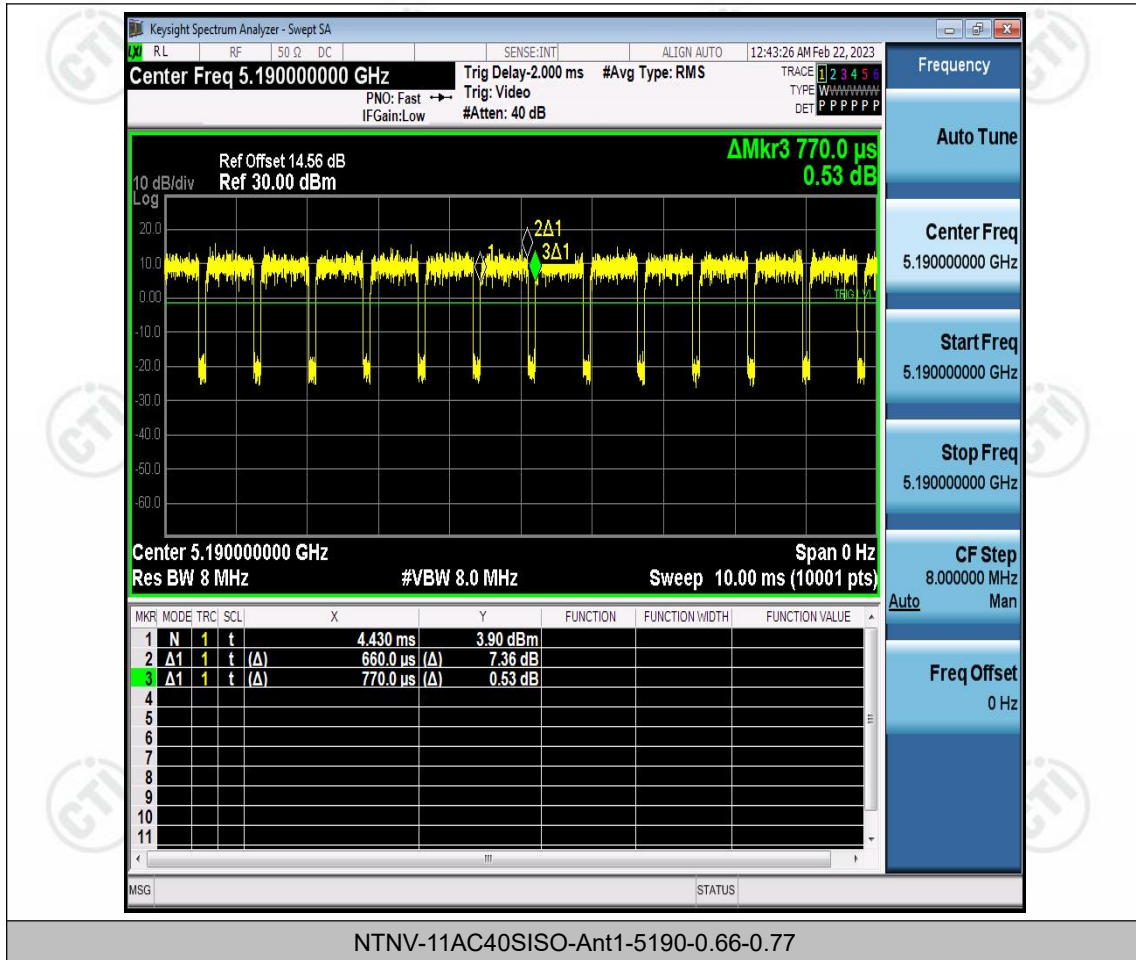 Keysight Spectrum Analyzer - Swept SA
LXI RL RF 50 Ω DC SENSE:INT ALIGN AUTO 12:43:26 AM Feb 22, 2023
Center Freq 5.190000000 GHz
PNO: Fast
IFGain:Low
Trig Delay-2.000 ms
Trig: Video
#Atten: 40 dB
#Avg Type: RMS
TRACE 1 2 3 4 5 6
TYPE WWWWWW
DET P P P P P P
Frequency
Auto Tune
Center Freq
5.190000000 GHz
Start Freq
5.190000000 GHz
Stop Freq
5.190000000 GHz
CF Step
8.000000 MHz
Auto Man
Freq Offset
0 Hz
ΔMkr3 770.0 µs
0.53 dB
10 dB/div
Log
Ref Offset 14.56 dB
Ref 30.00 dBm
20.0
10.0
0.00
-10.0
-20.0
-30.0
-40.0
-50.0
-60.0
1
2Δ1
3Δ1
TRIG LVL
Center 5.190000000 GHz Span 0 Hz
Res BW 8 MHz #VBW 8.0 MHz Sweep 10.00 ms (10001 pts)
MKR MODE TRC SCL X Y FUNCTION FUNCTION WIDTH FUNCTION VALUE
1 N 1 t 4.430 ms 3.90 dBm
2 Δ1 1 t (Δ) 660.0 µs (Δ) 7.36 dB
3 Δ1 1 t (Δ) 770.0 µs (Δ) 0.53 dB
4
5
6
7
8
9
10
11
MSG STATUS
NTNV-11AC40SISO-Ant1-5190-0.66-0.77
CTI
CTI
CTI
CTI
CTI
CTI